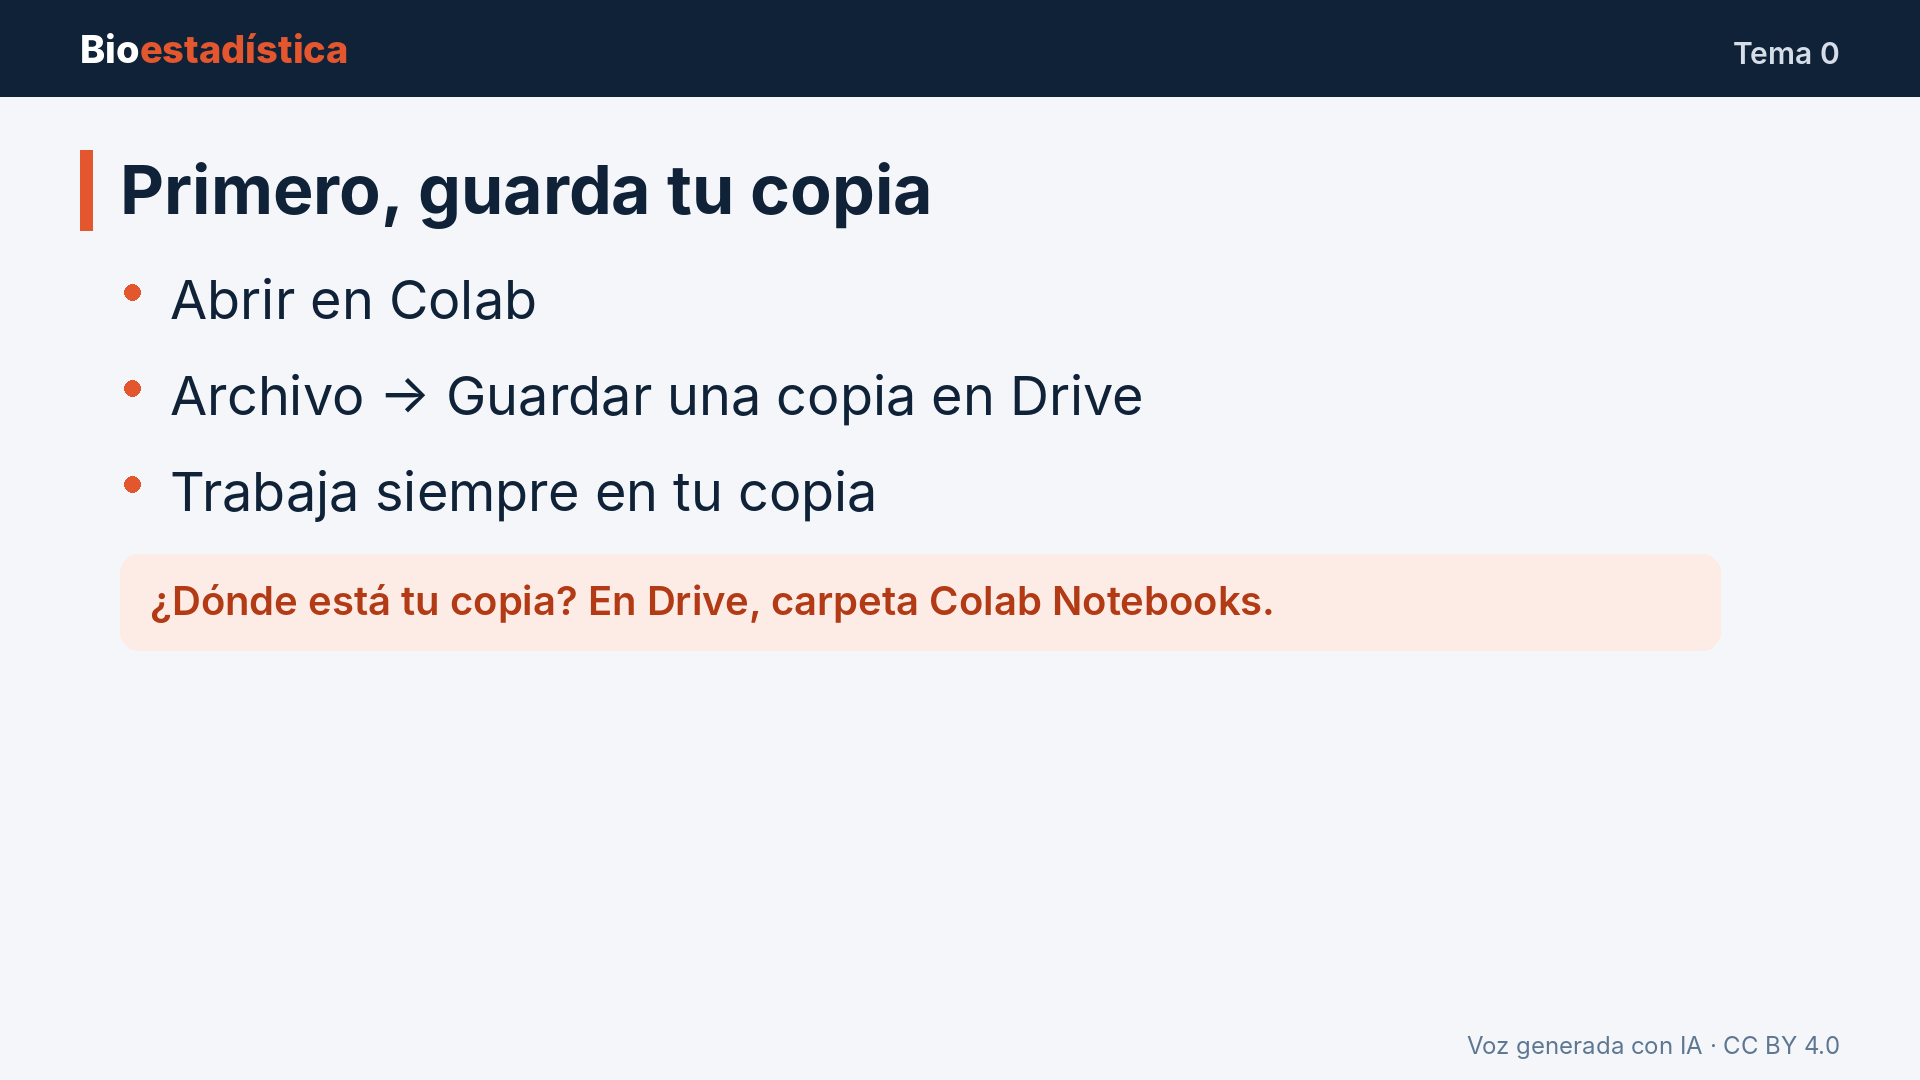 Bioestadística
Tema 0
Primero, guarda tu copia
• Abrir en Colab
• Archivo → Guardar una copia en Drive
• Trabaja siempre en tu copia
¿Dónde está tu copia? En Drive, carpeta Colab Notebooks.
Voz generada con IA · CC BY 4.0